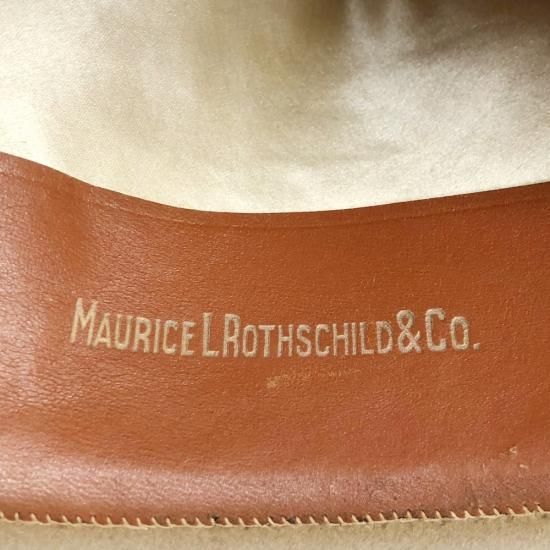 MAURICE L ROTHSCHILD & CO.